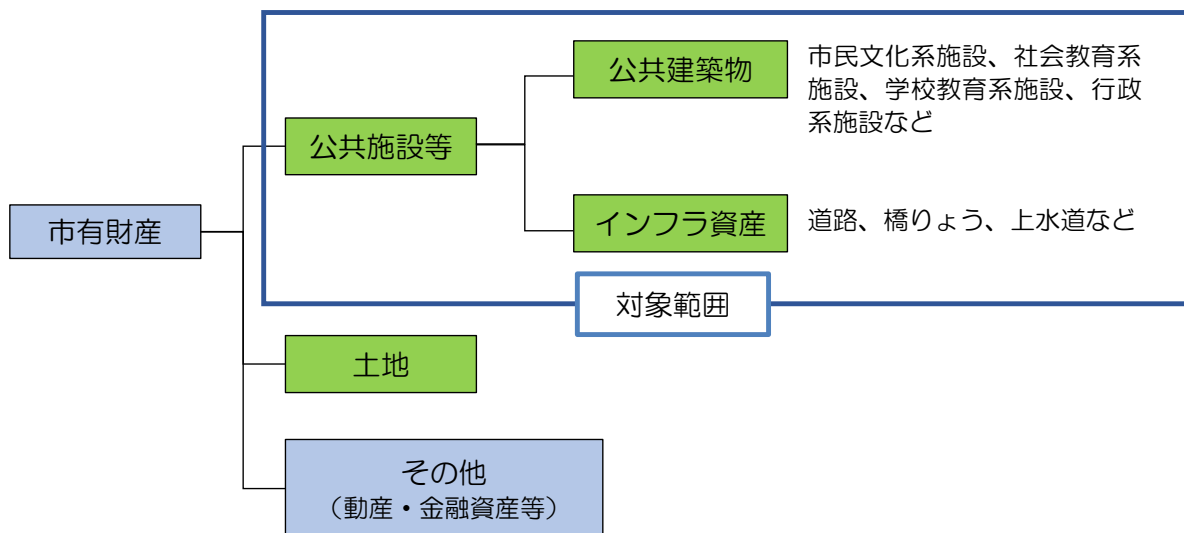 公共建築物
市民文化系施設、社会教育系
施設、学校教育系施設、行政
系施設など
公共施設等
市有財産
インフラ資産
道路、橋りょう、上水道など
対象範囲
土地
その他
（動産・金融資産等）